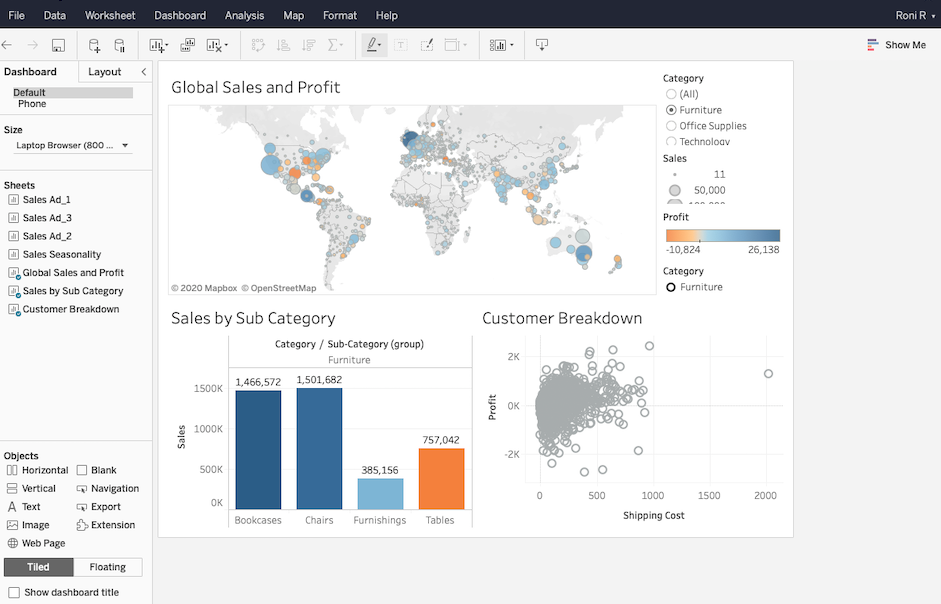 File Data Worksheet Dashboard Analysis Map Format Help Roni R
Show Me
Dashboard Layout
Default
Phone
Size
Laptop Browser (800 ...
Sheets
Sales Ad_1
Sales Ad_3
Sales Ad_2
Sales Seasonality
Global Sales and Profit
Sales by Sub Category
Customer Breakdown
Objects
Horizontal Blank
Vertical Navigation
Text Export
Image Extension
Web Page
Tiled Floating
Show dashboard title
Global Sales and Profit
© 2020 Mapbox © OpenStreetMap
Category
(All)
Furniture
Office Supplies
Technology
Sales
11
50,000
Profit
-10,824 26,138
Category
Furniture
Sales by Sub Category
Category / Sub-Category (group)
Furniture
1500K
1000K
500K
0K
Sales
1,466,572
1,501,682
385,156
757,042
Bookcases Chairs Furnishings Tables
Customer Breakdown
2K
0K
-2K
Profit
0 500 1000 1500 2000
Shipping Cost